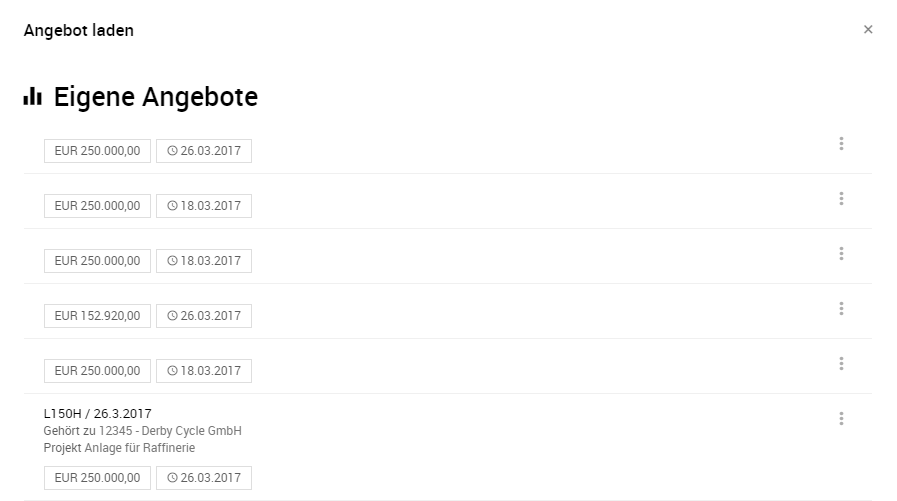 Angebot laden
Eigene Angebote
EUR 250.000,00 26.03.2017
EUR 250.000,00 18.03.2017
EUR 250.000,00 18.03.2017
EUR 152.920,00 26.03.2017
EUR 250.000,00 18.03.2017
L150H / 26.3.2017
Gehört zu 12345 - Derby Cycle GmbH
Projekt Anlage für Raffinerie
EUR 250.000,00 26.03.2017